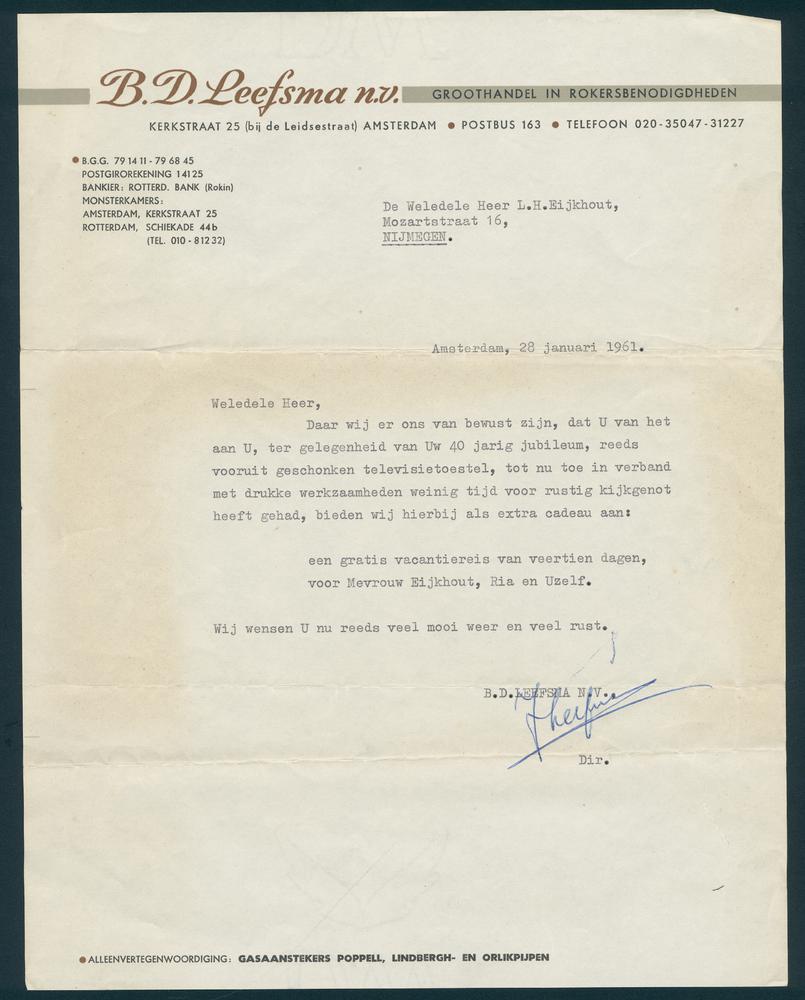 B.D. Leefsma n.v. GROOTHANDEL IN ROKERSBENODIGDHEDEN
KERKSTRAAT 25 (bij de Leidsestraat) AMSTERDAM ● POSTBUS 163 ● TELEFOON 020-35047-31227
● B.G.G. 79 14 11 - 79 68 45
POSTGIROREKENING 14125
BANKIER: ROTTERD. BANK (Rokin)
MONSTERKAMERS:
AMSTERDAM, KERKSTRAAT 25
ROTTERDAM, SCHIEKADE 44b
(TEL. 010 - 81232)
De Weledele Heer L.H.Eijkhout,
Mozartstraat 16,
NIJMEGEN.
Amsterdam, 28 januari 1961.
Weledele Heer,
Daar wij er ons van bewust zijn, dat U van het
aan U, ter gelegenheid van Uw 40 jarig jubileum, reeds
vooruit geschonken televisietoestel, tot nu toe in verband
met drukke werkzaamheden weinig tijd voor rustig kijkgenot
heeft gehad, bieden wij hierbij als extra cadeau aan:
een gratis vacantiereis van veertien dagen,
voor Mevrouw Eijkhout, Ria en Uzelf.
Wij wensen U nu reeds veel mooi weer en veel rust.
B.D.LEEFSMA N.V.,
Dir.
● ALLEENVERTEGENWOORDIGING: GASAANSTEKERS POPPELL, LINDBERGH- EN ORLIKPIJPEN